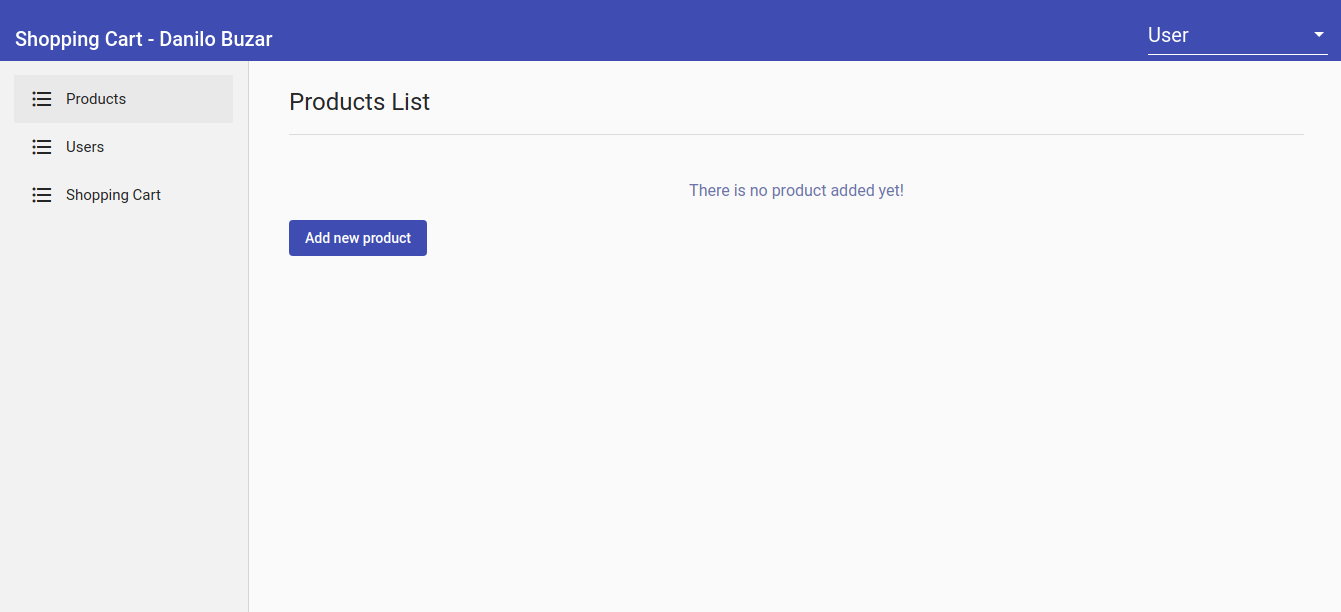 Shopping Cart - Danilo Buzar
User
Products
Users
Shopping Cart
Products List
There is no product added yet!
Add new product